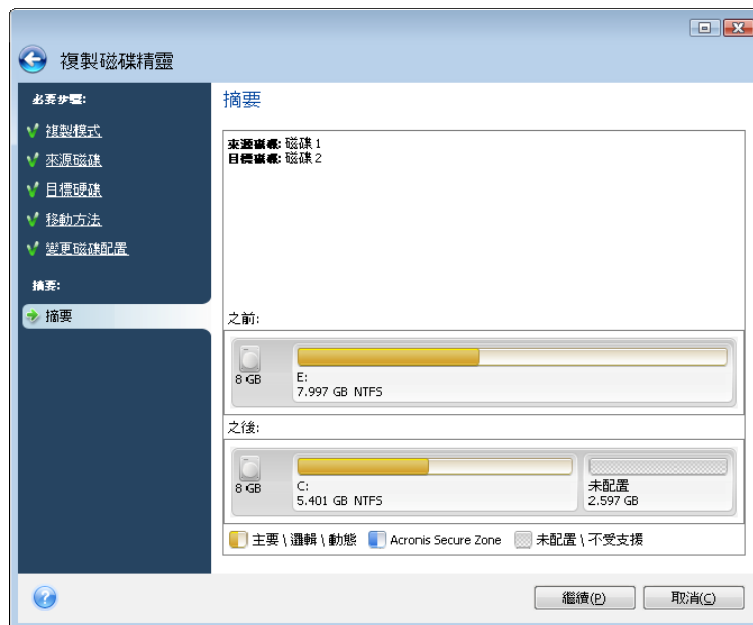 複製磁碟精靈
必要步驟:
複製模式
來源磁碟
目標硬碟
移動方法
變更磁碟配置
摘要:
摘要
摘要
來源磁碟: 磁碟 1
目標磁碟: 磁碟 2
之前:
8 GB
E:
7.997 GB NTFS
之後:
8 GB
C:
5.401 GB NTFS
未配置
2.597 GB
主要 \ 邏輯 \ 動態 Acronis Secure Zone 未配置 \ 不受支援
繼續(P) 取消(C)